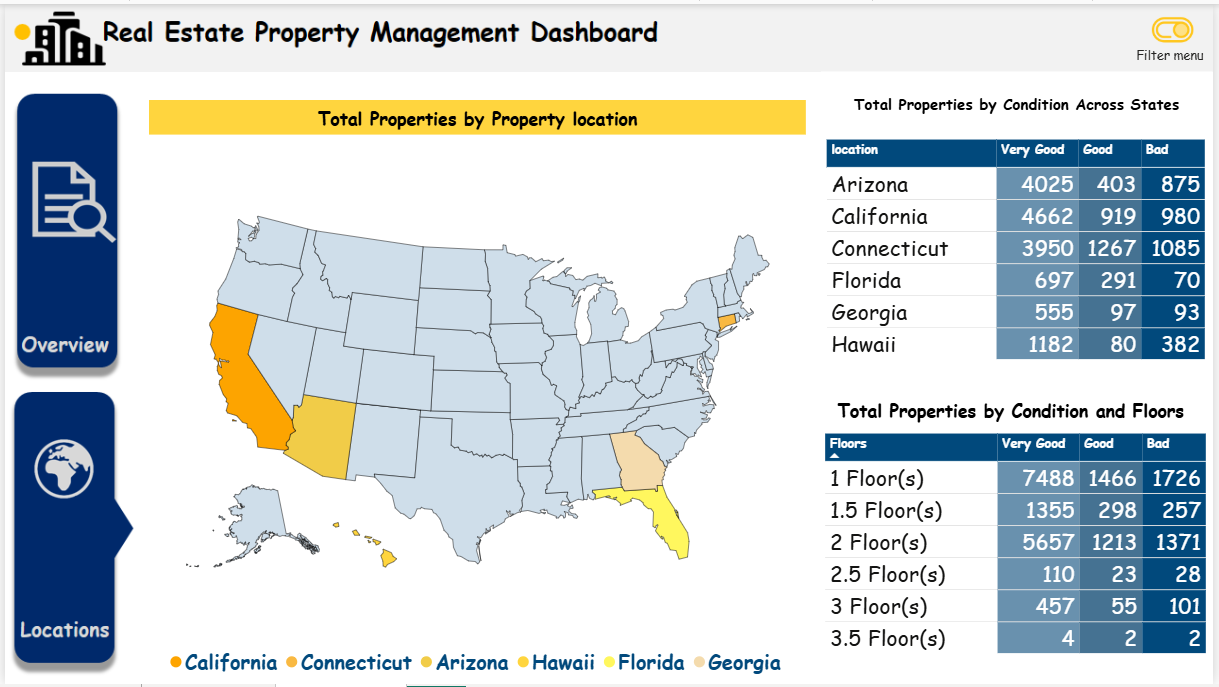 Real Estate Property Management Dashboard
Filter menu
Overview
Locations
Total Properties by Property location
California Connecticut Arizona Hawaii Florida Georgia
Total Properties by Condition Across States
location Very Good Good Bad
Arizona 4025 403 875
California 4662 919 980
Connecticut 3950 1267 1085
Florida 697 291 70
Georgia 555 97 93
Hawaii 1182 80 382
Total Properties by Condition and Floors
Floors Very Good Good Bad
1 Floor(s) 7488 1466 1726
1.5 Floor(s) 1355 298 257
2 Floor(s) 5657 1213 1371
2.5 Floor(s) 110 23 28
3 Floor(s) 457 55 101
3.5 Floor(s) 4 2 2